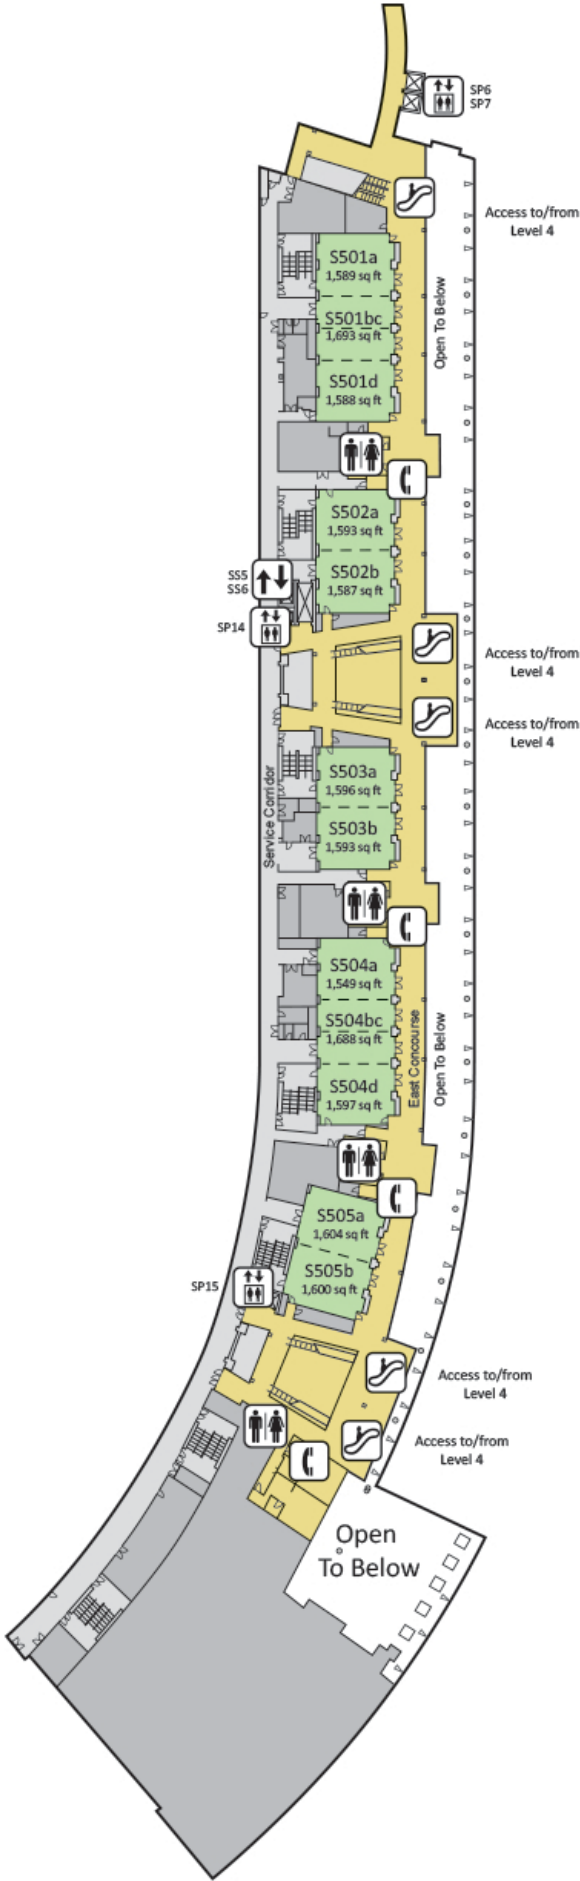 SP6
SP7
Access to/from
Level 4
S501a
1,589 sq ft
S501bc
1,693 sq ft
Open To Below
S501d
1,588 sq ft
S502a
1,593 sq ft
S502b
1,587 sq ft
SS5
SS6
SP14
Access to/from
Level 4
Access to/from
Level 4
S503a
1,596 sq ft
Service Corridor
S503b
1,593 sq ft
S504a
1,549 sq ft
S504bc
1,688 sq ft
East Concourse
Open To Below
S504d
1,597 sq ft
S505a
1,604 sq ft
S505b
1,600 sq ft
SP15
Access to/from
Level 4
Access to/from
Level 4
Open
To Below